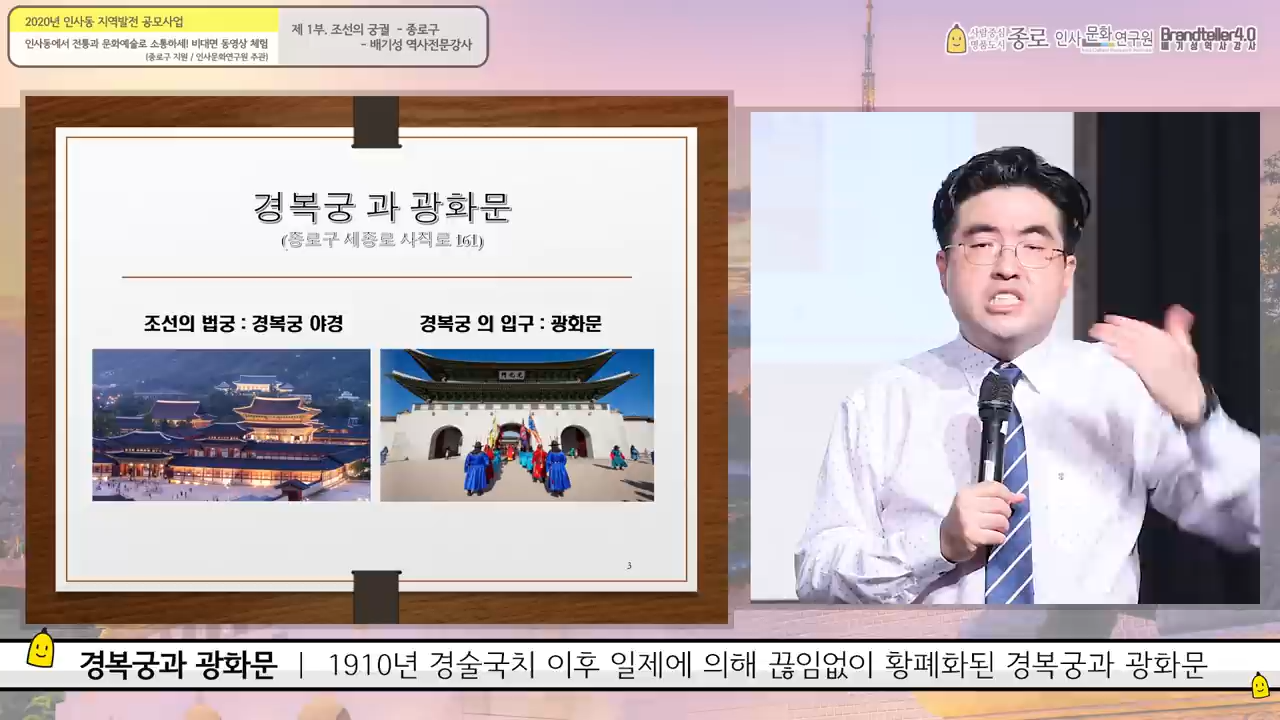 2020년 인사동 지역발전 공모사업
인사동에서 전통과 문화예술로 소통하세! 비대면 동영상 체험
(종로구 지원 / 인사문화연구원 주관)
제 1부. 조선의 궁궐 - 종로구
- 배기성 역사전문강사
사람중심
명품도시 종로
인사문화연구원
Brandteller4.0
배기성역사강사
경복궁 과 광화문
(종로구 세종로 사직로 161)
조선의 법궁 : 경복궁 야경
경복궁 의 입구 : 광화문
3
경복궁과 광화문 | 1910년 경술국치 이후 일제에 의해 끊임없이 황폐화된 경복궁과 광화문